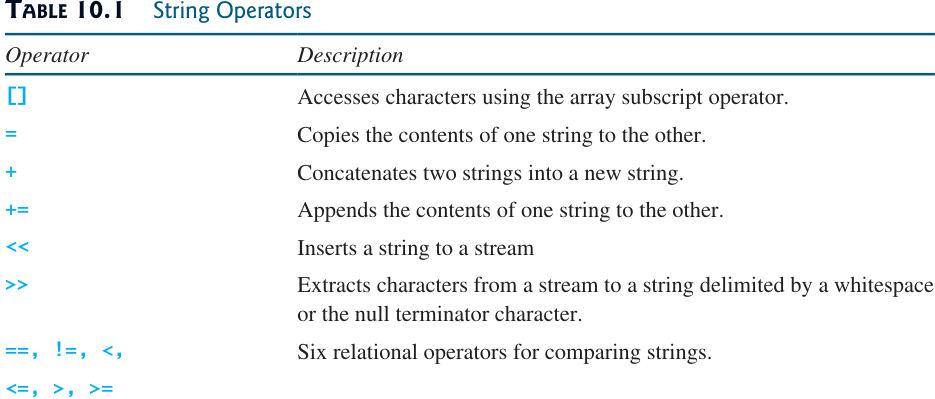 TABLE 10.1 String Operators
Operator Description
[] Accesses characters using the array subscript operator.
= Copies the contents of one string to the other.
+ Concatenates two strings into a new string.
+= Appends the contents of one string to the other.
<< Inserts a string to a stream
>> Extracts characters from a stream to a string delimited by a whitespace
or the null terminator character.
==, !=, <, Six relational operators for comparing strings.
<=, >, >=